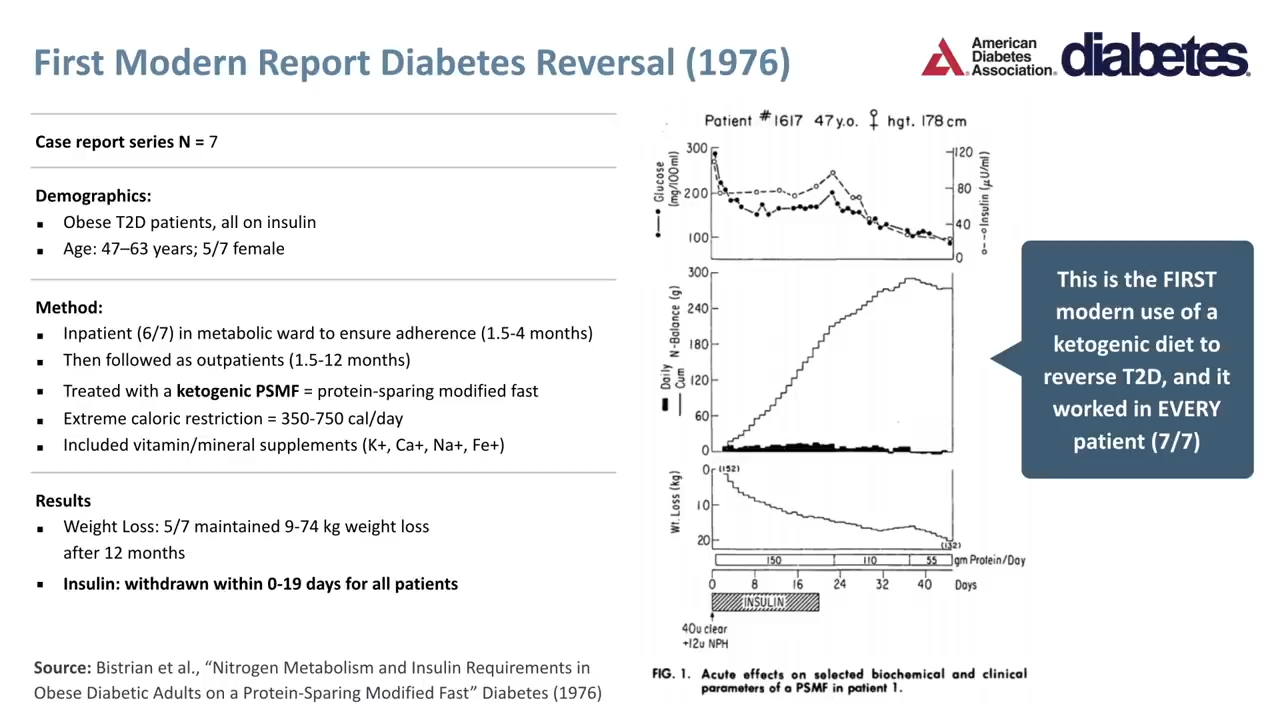 First Modern Report Diabetes Reversal (1976)
American
Diabetes
Association®
diabetes®
Case report series N = 7
Demographics:
▪ Obese T2D patients, all on insulin
▪ Age: 47–63 years; 5/7 female
Method:
▪ Inpatient (6/7) in metabolic ward to ensure adherence (1.5-4 months)
▪ Then followed as outpatients (1.5-12 months)
▪ Treated with a ketogenic PSMF = protein-sparing modified fast
▪ Extreme caloric restriction = 350-750 cal/day
▪ Included vitamin/mineral supplements (K+, Ca+, Na+, Fe+)
Results
▪ Weight Loss: 5/7 maintained 9-74 kg weight loss
after 12 months
▪ Insulin: withdrawn within 0-19 days for all patients
Source: Bistrian et al., “Nitrogen Metabolism and Insulin Requirements in
Obese Diabetic Adults on a Protein-Sparing Modified Fast” Diabetes (1976)
Patient #1617 47 y.o. ♀ hgt. 178 cm
Glucose
(mg/100ml)
300
200
100
120
80
40
0
Insulin (μU/ml)
Daily
Cum N-Balance (g)
300
240
180
120
60
0
Wt. Loss (kg)
0
10
20
(152)
(132)
150 110 55 gm Protein/Day
0 8 16 24 32 40 Days
INSULIN
40u clear
+12u NPH
FIG. 1. Acute effects on selected biochemical and clinical
parameters of a PSMF in patient 1.
This is the FIRST
modern use of a
ketogenic diet to
reverse T2D, and it
worked in EVERY
patient (7/7)